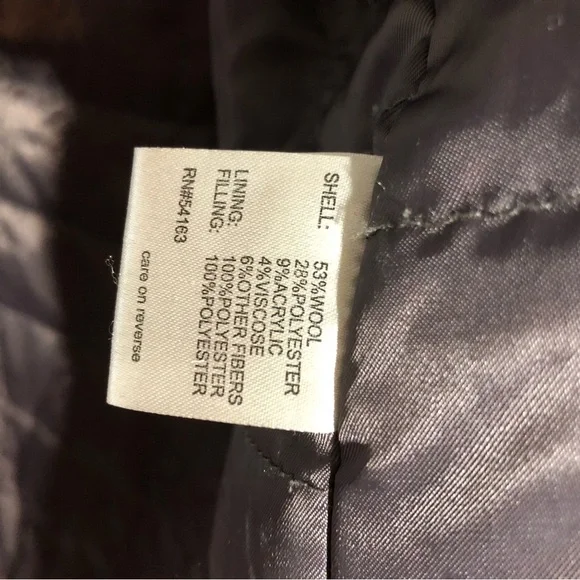 SHELL: 53%WOOL
28%POLYESTER
9%ACRYLIC
4%VISCOSE
6%OTHER FIBERS
LINING: 100%POLYESTER
FILLING: 100%POLYESTER
RN#54163
care on reverse